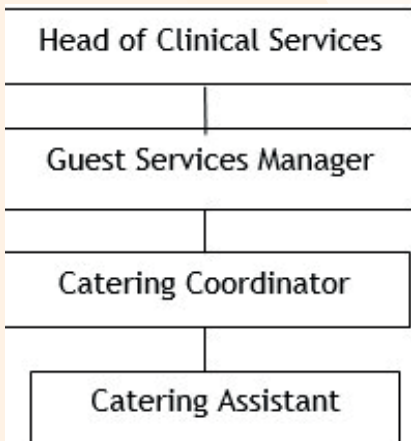 Head of Clinical Services
Guest Services Manager
Catering Coordinator
Catering Assistant